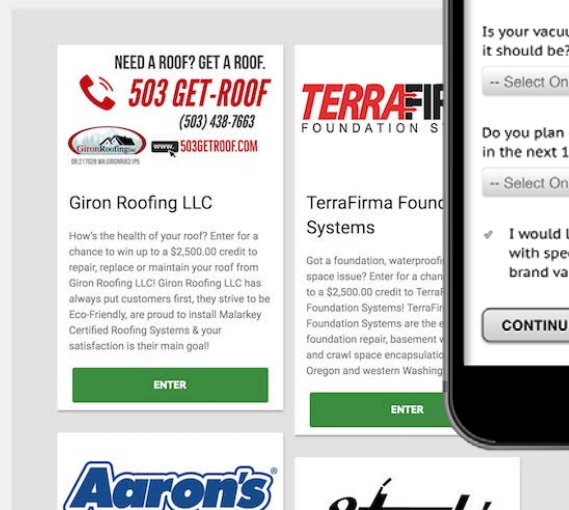 NEED A ROOF? GET A ROOF.
503 GET-ROOF
(503) 438-7663
GironRoofing
www. 503GETROOF.COM
Giron Roofing LLC
How's the health of your roof? Enter for a
chance to win up to a $2,500.00 credit to
repair, replace or maintain your roof from
Giron Roofing LLC! Giron Roofing LLC has
always put customers first, they strive to be
Eco-Friendly, are proud to install Malarkey
Certified Roofing Systems & your
satisfaction is their main goal!
ENTER
TERRAFIR
FOUNDATION S
TerraFirma Found
Systems
Got a foundation, waterproofi
space issue? Enter for a chan
to a $2,500.00 credit to TerraF
Foundation Systems! TerraFir
Foundation Systems are the e
foundation repair, basement w
and crawl space encapsulatio
Oregon and western Washing
ENTER
Is your vacuu
it should be?
-- Select On
Do you plan
in the next 1
-- Select On
I would l
with spe
brand va
CONTINU
Aaron's